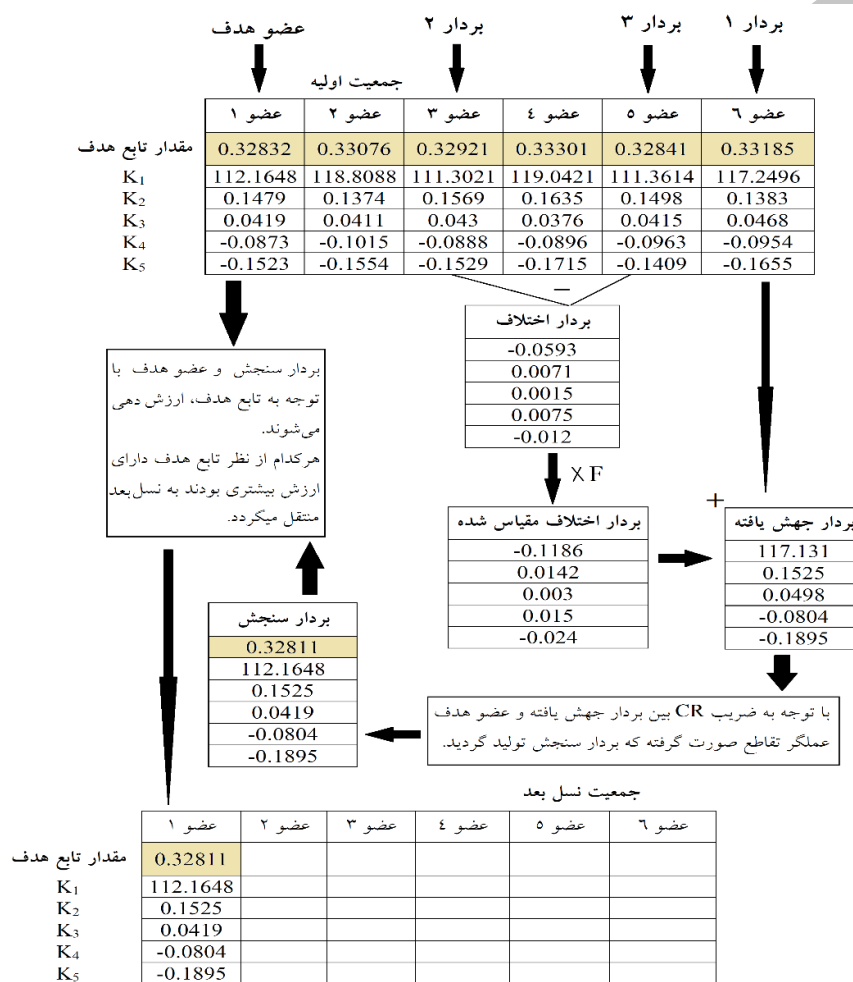 عضو هدف بردار ۲ بردار ۳ بردار ۱
جمعیت اولیه
عضو ۱ عضو ۲ عضو ۳ عضو ٤ عضو ٥ عضو ٦
مقدار تابع هدف 0.32832 0.33076 0.32921 0.33301 0.32841 0.33185
K₁ 112.1648 118.8088 111.3021 119.0421 111.3614 117.2496
K₂ 0.1479 0.1374 0.1569 0.1635 0.1498 0.1383
K₃ 0.0419 0.0411 0.043 0.0376 0.0415 0.0468
K₄ -0.0873 -0.1015 -0.0888 -0.0896 -0.0963 -0.0954
K₅ -0.1523 -0.1554 -0.1529 -0.1715 -0.1409 -0.1655
−
بردار اختلاف
-0.0593
0.0071
0.0015
0.0075
-0.012
× F
بردار سنجش و عضو هدف با
توجه به تابع هدف، ارزش دهی
می‌شوند.
هرکدام از نظر تابع هدف دارای
ارزش بیشتری بودند به نسل‌بعد
منتقل میگردد.
بردار اختلاف مقیاس شده
-0.1186
0.0142
0.003
0.015
-0.024
+
بردار جهش یافته
117.131
0.1525
0.0498
-0.0804
-0.1895
با توجه به ضریب CR بین بردار جهش یافته و عضو هدف
عملگر تقاطع صورت گرفته که بردار سنجش تولید گردید.
بردار سنجش
0.32811
112.1648
0.1525
0.0419
-0.0804
-0.1895
جمعیت نسل بعد
عضو ۱ عضو ۲ عضو ۳ عضو ٤ عضو ٥ عضو ٦
مقدار تابع هدف 0.32811
K₁ 112.1648
K₂ 0.1525
K₃ 0.0419
K₄ -0.0804
K₅ -0.1895